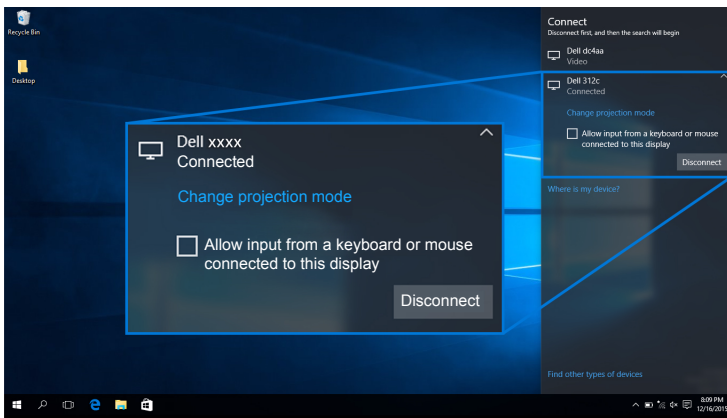 Recycle Bin
Desktop
Connect
Disconnect first, and then the search will begin
Dell dc4aa
Video
Dell 312c
Connected
Change projection mode
Allow input from a keyboard or mouse
connected to this display
Disconnect
Where is my device?
Find other types of devices
Dell xxxx
Connected
Change projection mode
Allow input from a keyboard or mouse
connected to this display
Disconnect
8:09 PM